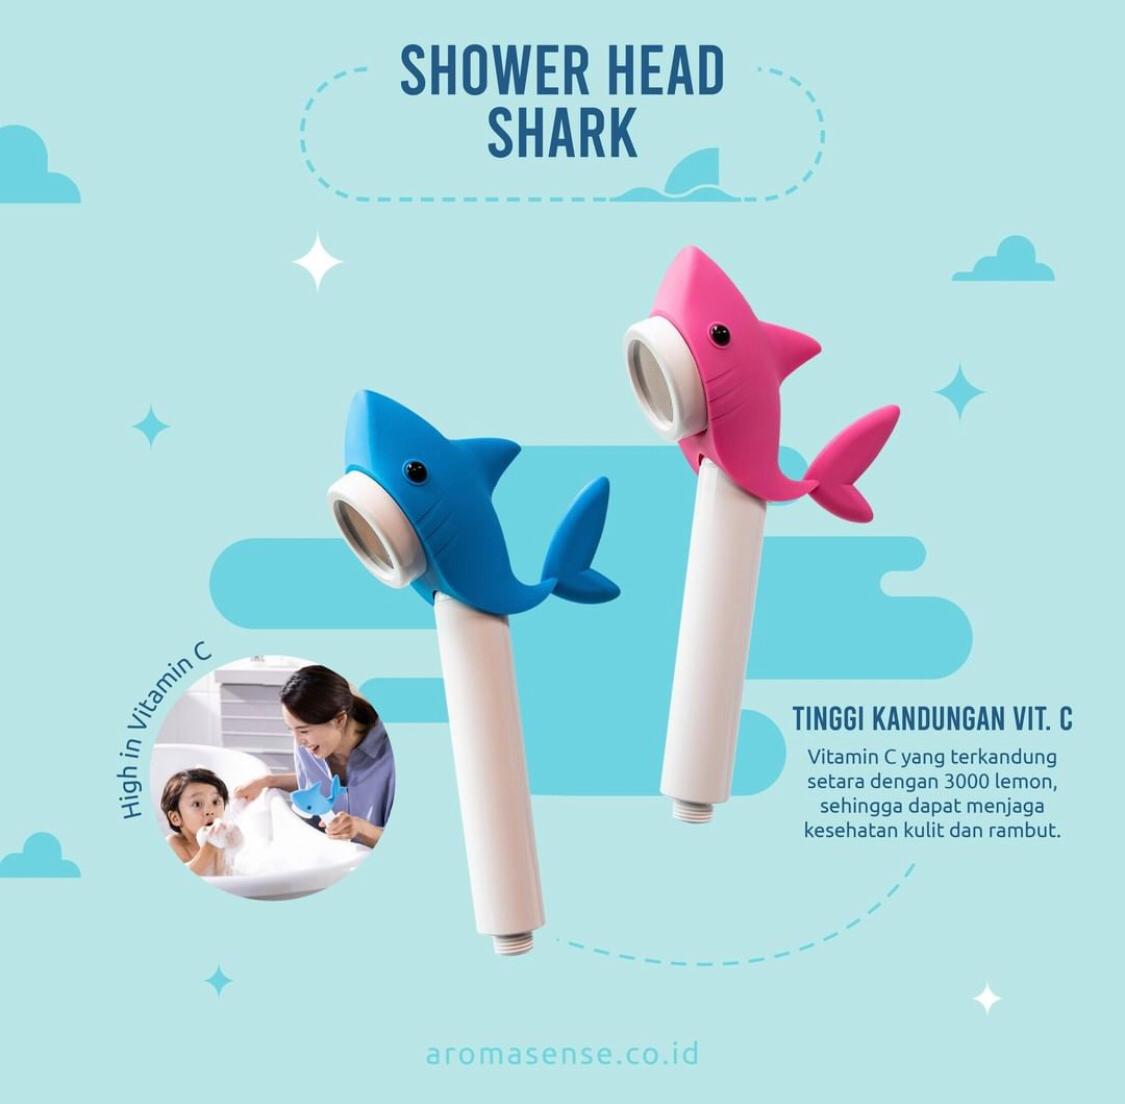 SHOWER HEAD
SHARK
High in Vitamin C
TINGGI KANDUNGAN VIT. C
Vitamin C yang terkandung
setara dengan 3000 lemon,
sehingga dapat menjaga
kesehatan kulit dan rambut.
aromasense.co.id